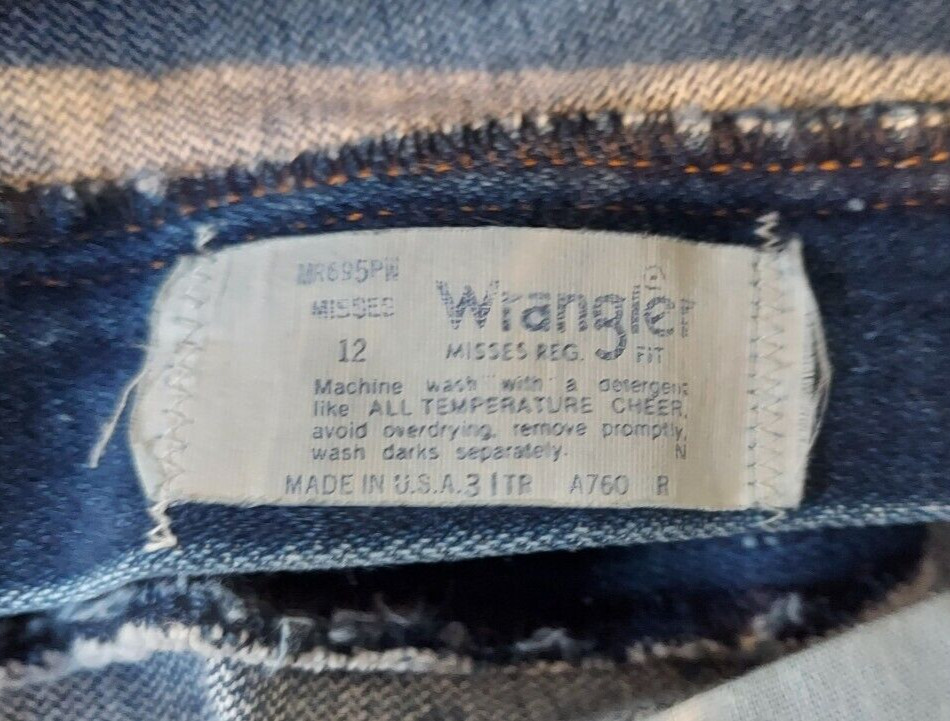 MR695PW
MISSES Wrangler ®
12 MISSES REG. FIT
Machine wash with a detergent
like ALL TEMPERATURE CHEER,
avoid overdrying, remove promptly,
wash darks separately. N
MADE IN U.S.A. 3 1 TR A760 R